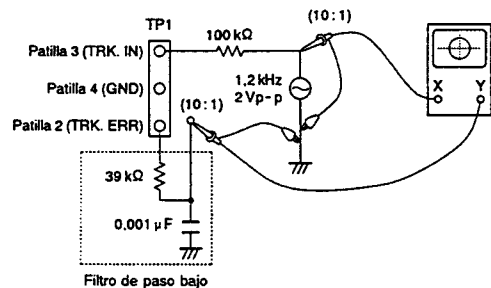 TP1
Patilla 3 (TRK. IN)
100 kΩ
(10 : 1)
Patilla 4 (GND)
1,2 kHz
2 Vp-p
(10 : 1)
Patilla 2 (TRK. ERR)
X
Y
39 kΩ
0,001 µF
Filtro de paso bajo